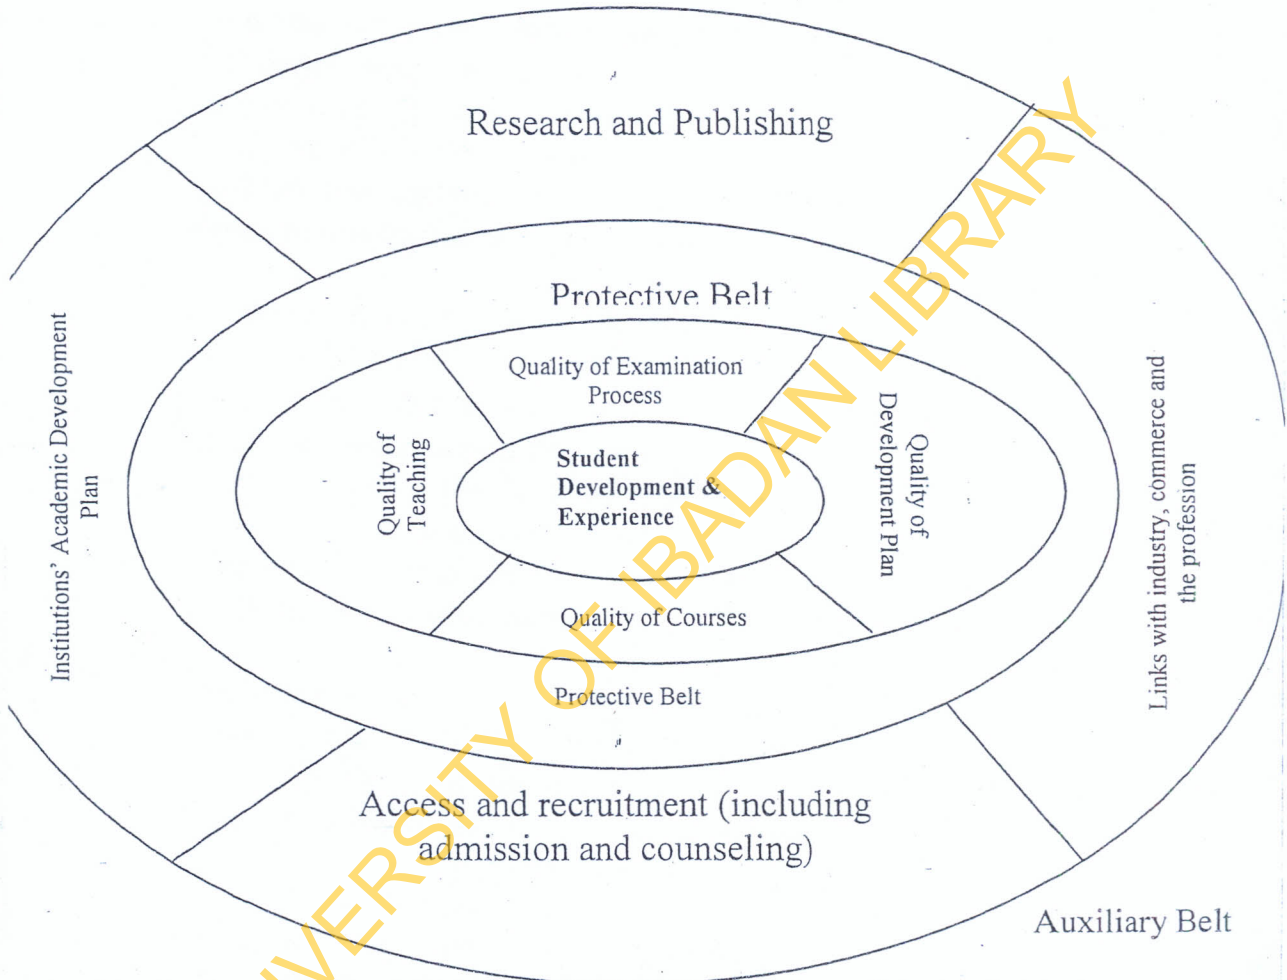 Research and Publishing
Protective Belt
Quality of Examination
Process
Institutions' Academic Development
Plan
Quality of
Teaching
Student
Development &
Experience
Quality of
Development Plan
Links with industry, commerce and
the profession
Quality of Courses
Protective Belt
Access and recruitment (including
admission and counseling)
Auxiliary Belt
IVERSITY OF IBADAN LIBRARY